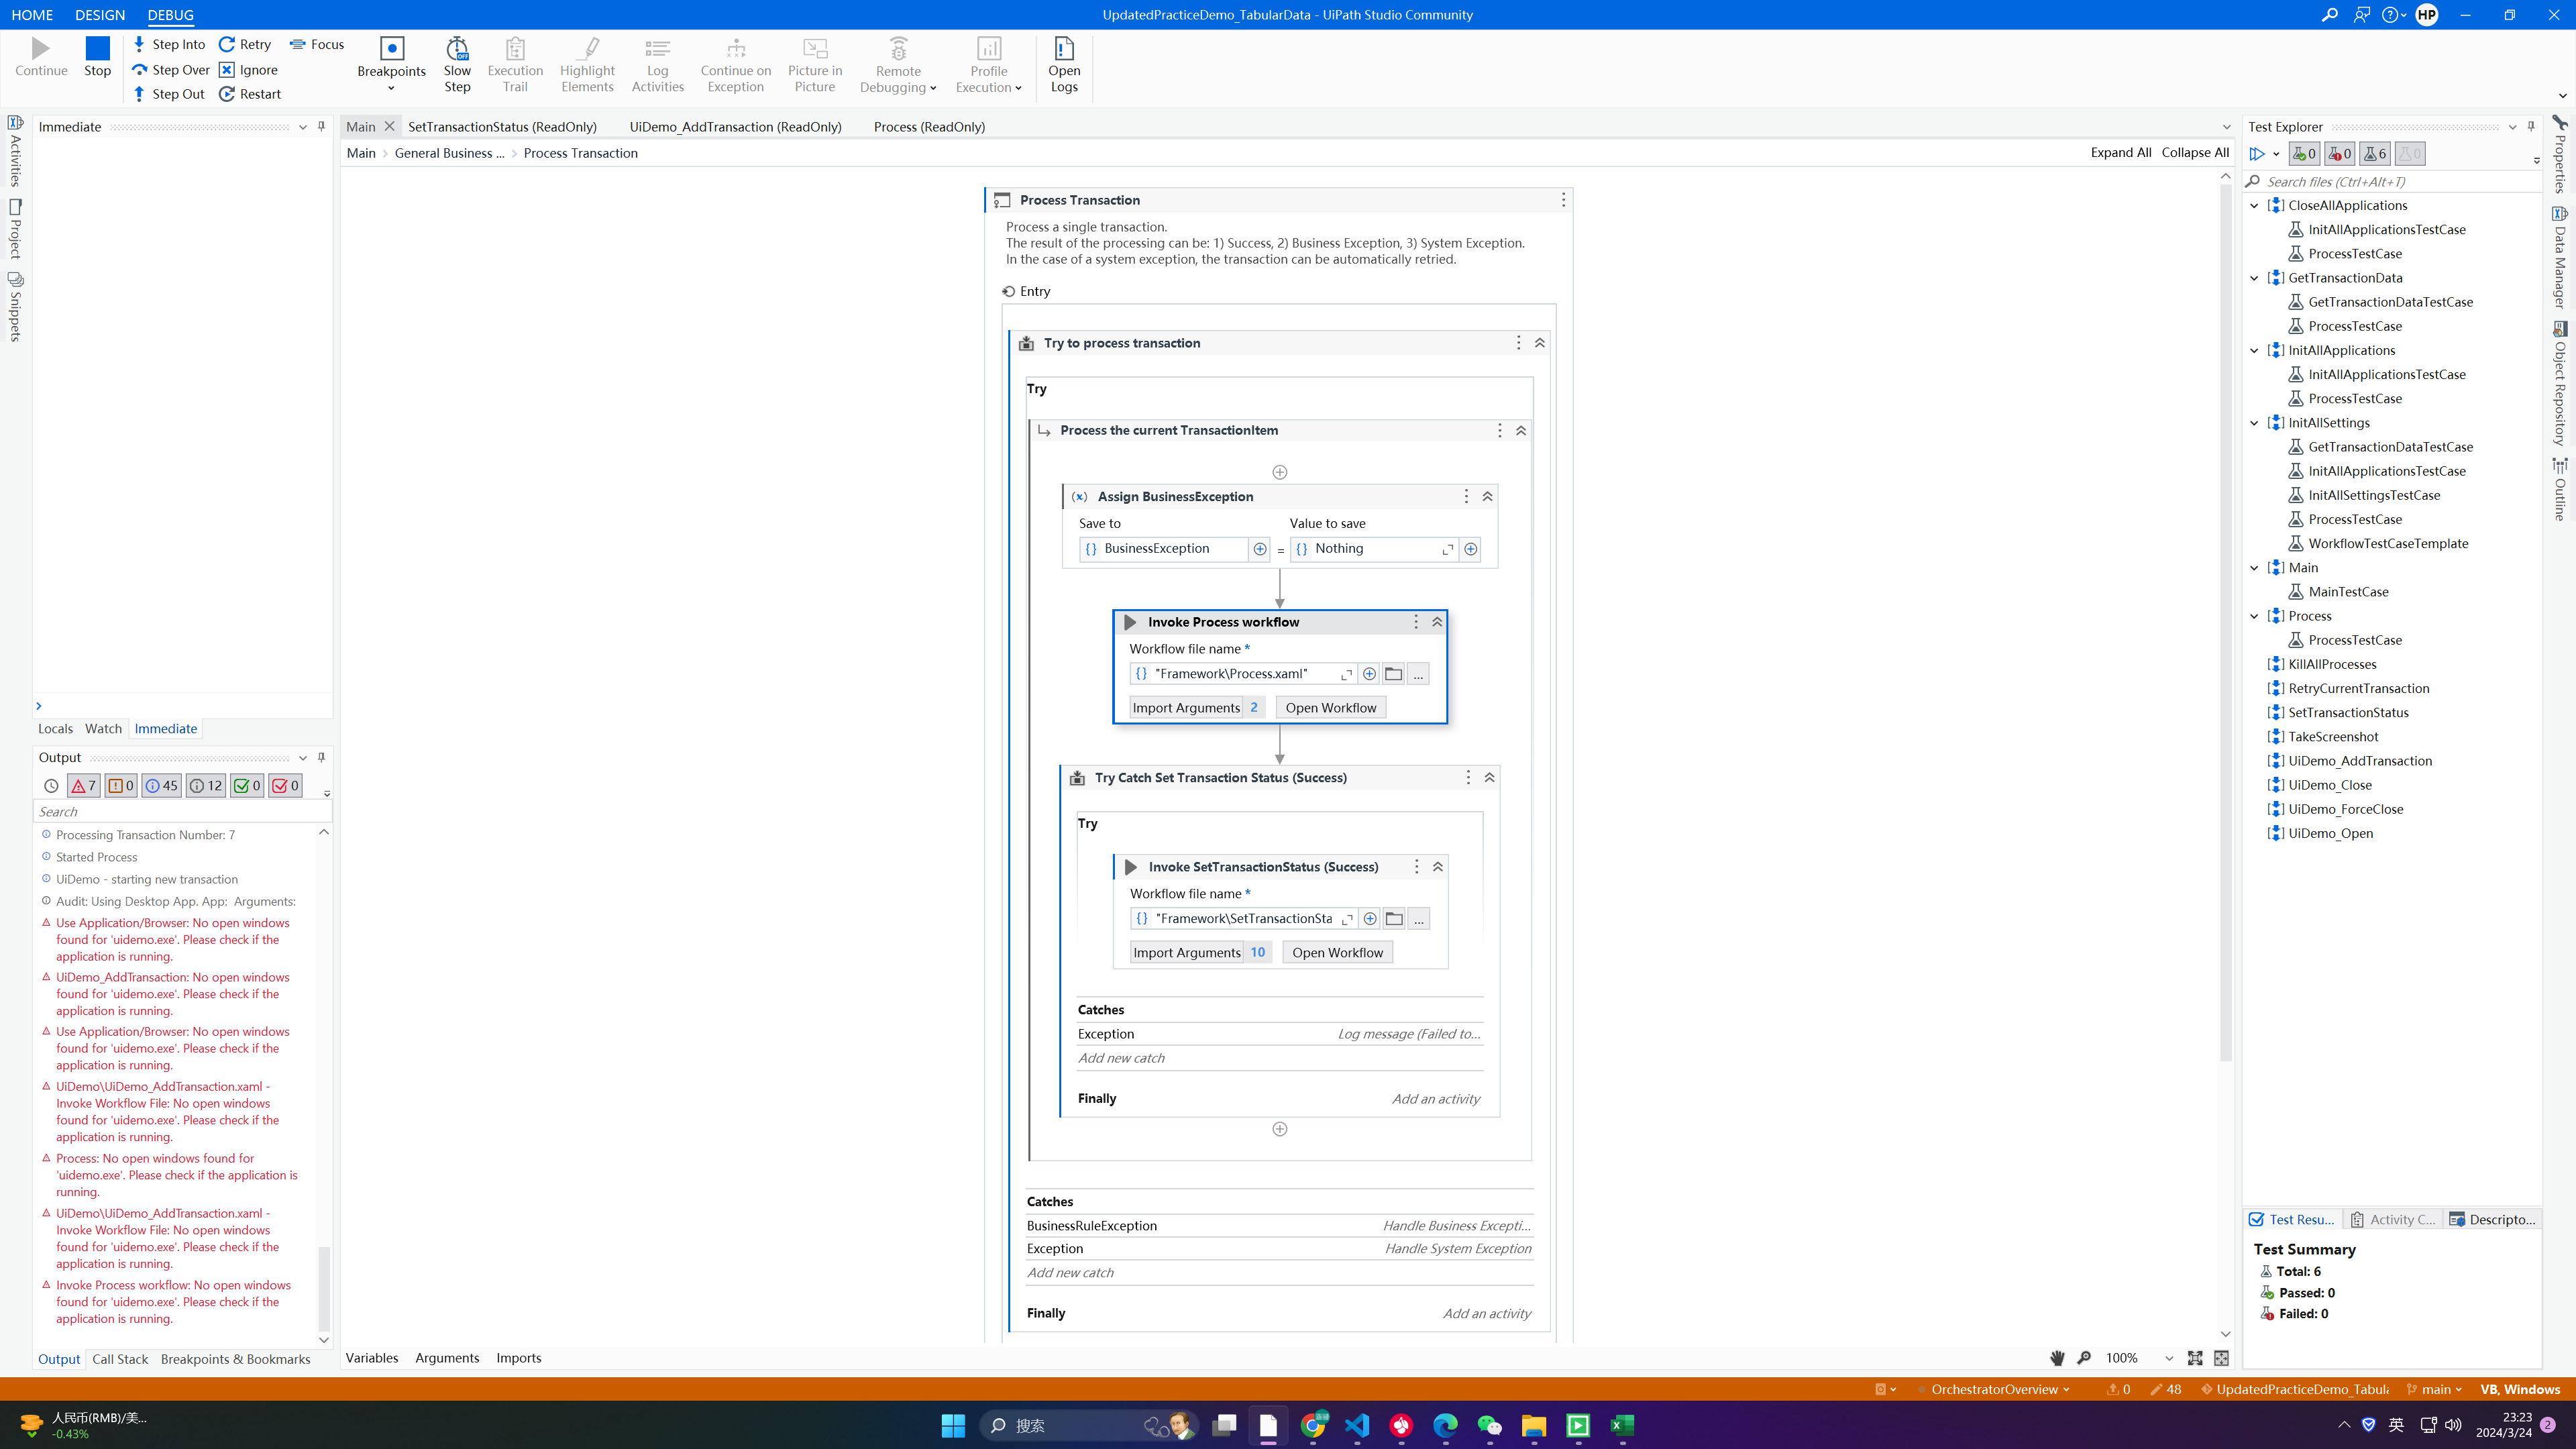 HOME DESIGN DEBUG
UpdatedPracticeDemo_TabularData - UiPath Studio Community
HP
Continue
Stop
Step Into
Step Over
Step Out
Retry
Ignore
Restart
Focus
Breakpoints
Slow
Step
Execution
Trail
Highlight
Elements
Log
Activities
Continue on
Exception
Picture in
Picture
Remote
Debugging
Profile
Execution
Open
Logs
Activities
Project
Snippets
Immediate
Locals Watch Immediate
Output
7 0 45 12 0 0
Search
Processing Transaction Number: 7
Started Process
UiDemo - starting new transaction
Audit: Using Desktop App. App:  Arguments:
Use Application/Browser: No open windows
found for 'uidemo.exe'. Please check if the
application is running.
UiDemo_AddTransaction: No open windows
found for 'uidemo.exe'. Please check if the
application is running.
Use Application/Browser: No open windows
found for 'uidemo.exe'. Please check if the
application is running.
UiDemo\UiDemo_AddTransaction.xaml -
Invoke Workflow File: No open windows
found for 'uidemo.exe'. Please check if the
application is running.
Process: No open windows found for
'uidemo.exe'. Please check if the application is
running.
UiDemo\UiDemo_AddTransaction.xaml -
Invoke Workflow File: No open windows
found for 'uidemo.exe'. Please check if the
application is running.
Invoke Process workflow: No open windows
found for 'uidemo.exe'. Please check if the
application is running.
Output Call Stack Breakpoints & Bookmarks
Main SetTransactionStatus (ReadOnly) UiDemo_AddTransaction (ReadOnly) Process (ReadOnly)
Main > General Business ... > Process Transaction
Expand All Collapse All
Process Transaction
Process a single transaction.
The result of the processing can be: 1) Success, 2) Business Exception, 3) System Exception.
In the case of a system exception, the transaction can be automatically retried.
Entry
Try to process transaction
Try
Process the current TransactionItem
(x) Assign BusinessException
Save to Value to save
{} BusinessException = {} Nothing
Invoke Process workflow
Workflow file name *
{} "Framework\Process.xaml" ...
Import Arguments 2 Open Workflow
Try Catch Set Transaction Status (Success)
Try
Invoke SetTransactionStatus (Success)
Workflow file name *
{} "Framework\SetTransactionSta ...
Import Arguments 10 Open Workflow
Catches
Exception Log message (Failed to...
Add new catch
Finally Add an activity
Catches
BusinessRuleException Handle Business Excepti...
Exception Handle System Exception
Add new catch
Finally Add an activity
Variables Arguments Imports
100%
Test Explorer
0 0 6 0
Search files (Ctrl+Alt+T)
CloseAllApplications
InitAllApplicationsTestCase
ProcessTestCase
GetTransactionData
GetTransactionDataTestCase
ProcessTestCase
InitAllApplications
InitAllApplicationsTestCase
ProcessTestCase
InitAllSettings
GetTransactionDataTestCase
InitAllApplicationsTestCase
InitAllSettingsTestCase
ProcessTestCase
WorkflowTestCaseTemplate
Main
MainTestCase
Process
ProcessTestCase
KillAllProcesses
RetryCurrentTransaction
SetTransactionStatus
TakeScreenshot
UiDemo_AddTransaction
UiDemo_Close
UiDemo_ForceClose
UiDemo_Open
Test Resu... Activity C... Descripto...
Test Summary
Total: 6
Passed: 0
Failed: 0
Properties
Data Manager
Object Repository
Outline
OrchestratorOverview 0 48 UpdatedPracticeDemo_Tabula main VB, Windows
人民币(RMB)/美...
-0.43%
搜索
英
23:23
2024/3/24
2